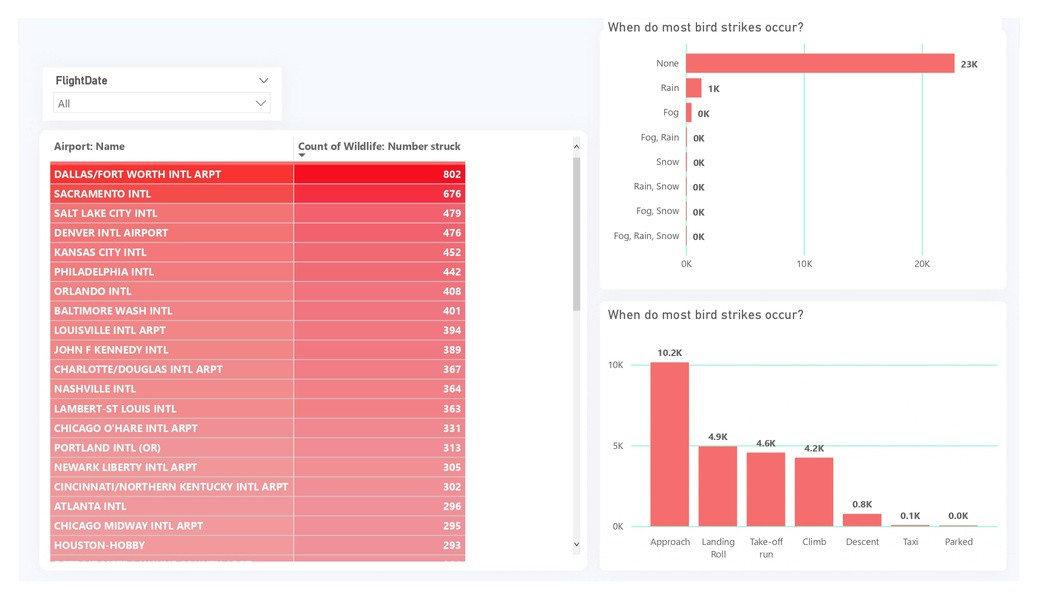 FlightDate
All
Airport: Name Count of Wildlife: Number struck
DALLAS/FORT WORTH INTL ARPT 802
SACRAMENTO INTL 676
SALT LAKE CITY INTL 479
DENVER INTL AIRPORT 476
KANSAS CITY INTL 452
PHILADELPHIA INTL 442
ORLANDO INTL 408
BALTIMORE WASH INTL 401
LOUISVILLE INTL ARPT 394
JOHN F KENNEDY INTL 389
CHARLOTTE/DOUGLAS INTL ARPT 367
NASHVILLE INTL 364
LAMBERT-ST LOUIS INTL 363
CHICAGO O'HARE INTL ARPT 331
PORTLAND INTL (OR) 313
NEWARK LIBERTY INTL ARPT 305
CINCINNATI/NORTHERN KENTUCKY INTL ARPT 302
ATLANTA INTL 296
CHICAGO MIDWAY INTL ARPT 295
HOUSTON-HOBBY 293
When do most bird strikes occur?
None 23K
Rain 1K
Fog 0K
Fog, Rain 0K
Snow 0K
Rain, Snow 0K
Fog, Snow 0K
Fog, Rain, Snow 0K
0K 10K 20K
When do most bird strikes occur?
10.2K
10K
4.9K 4.6K 4.2K
5K
0.8K 0.1K 0.0K
0K
Approach Landing Take-off Climb Descent Taxi Parked
Roll run